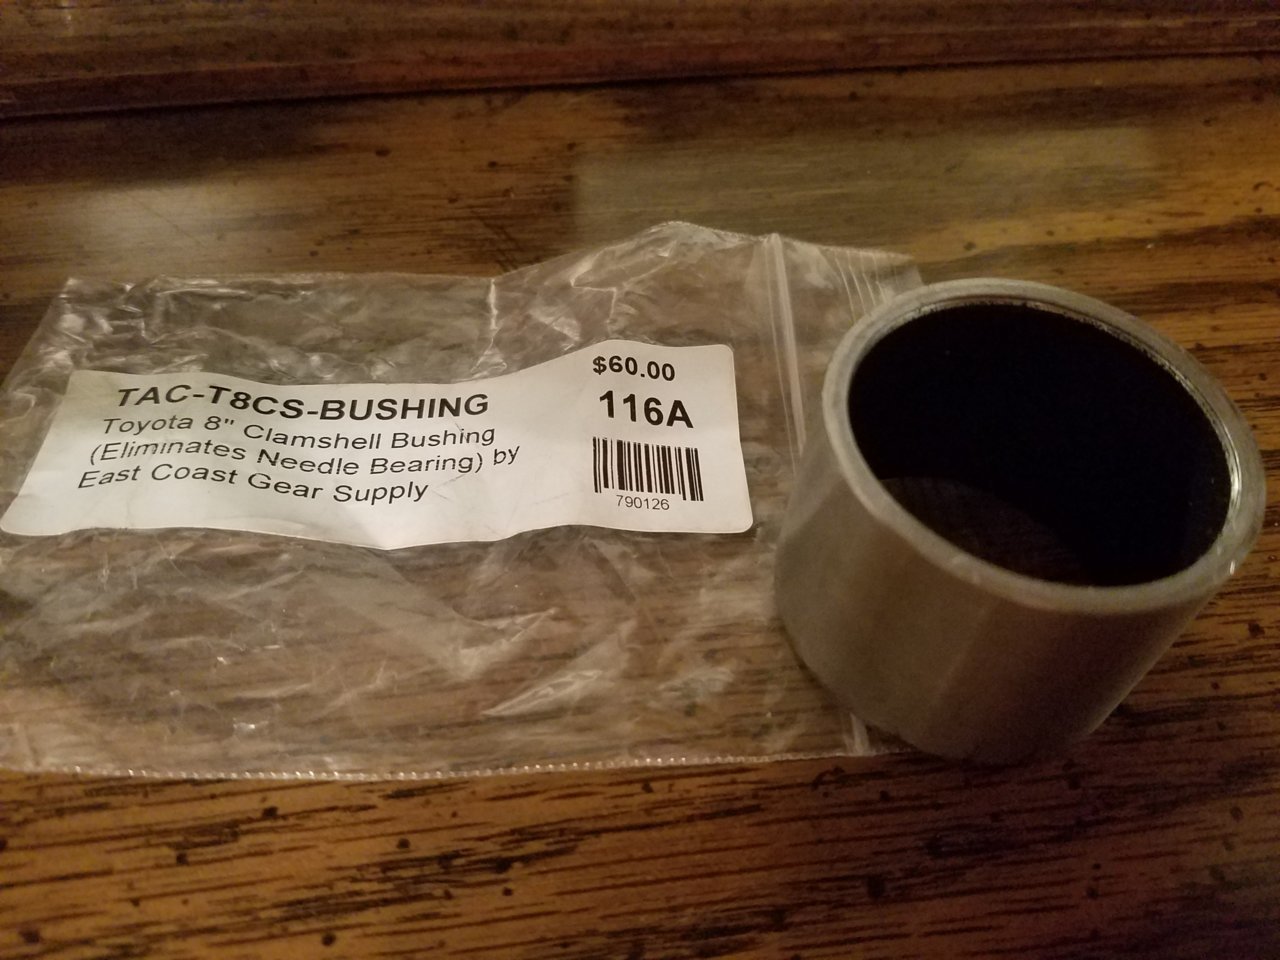 TAC-T8CS-BUSHING
Toyota 8" Clamshell Bushing
(Eliminates Needle Bearing) by
East Coast Gear Supply
$60.00
116A
790126